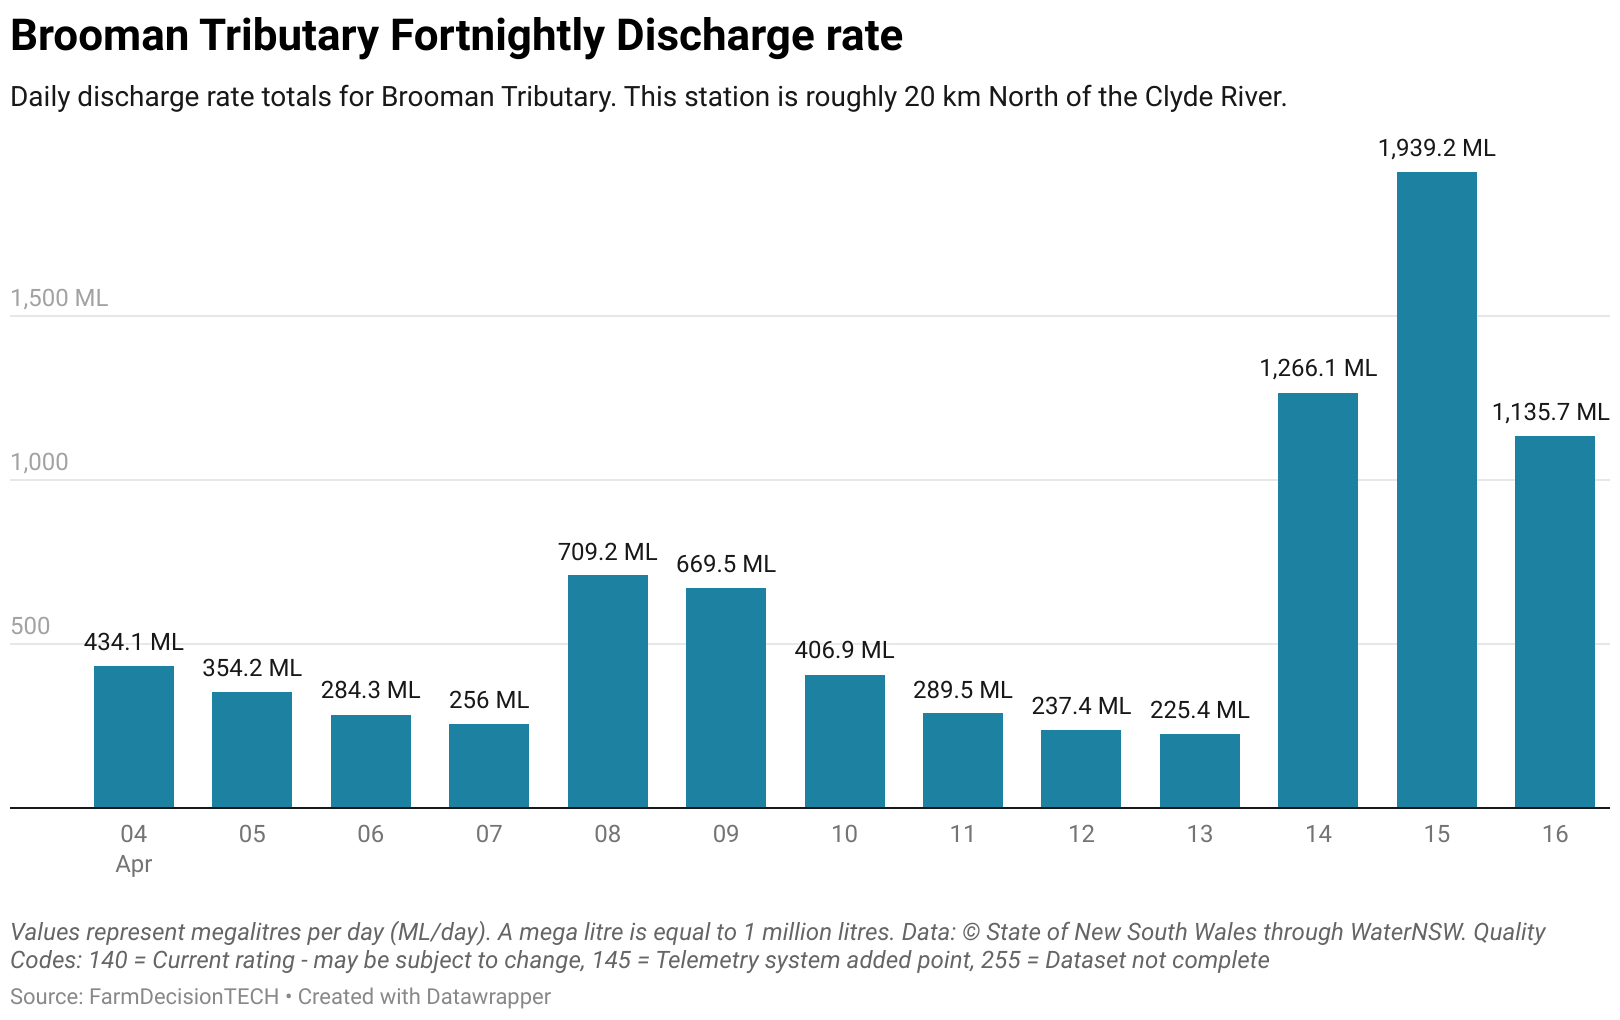 Brooman Tributary Fortnightly Discharge rate
Daily discharge rate totals for Brooman Tributary. This station is roughly 20 km North of the Clyde River.
1,939.2 ML
1,500 ML
1,266.1 ML
1,135.7 ML
1,000
709.2 ML
669.5 ML
500
434.1 ML
354.2 ML
284.3 ML
256 ML
406.9 ML
289.5 ML
237.4 ML
225.4 ML
04 05 06 07 08 09 10 11 12 13 14 15 16
Apr
Values represent megalitres per day (ML/day). A mega litre is equal to 1 million litres. Data: © State of New South Wales through WaterNSW. Quality
Codes: 140 = Current rating - may be subject to change, 145 = Telemetry system added point, 255 = Dataset not complete
Source: FarmDecisionTECH • Created with Datawrapper